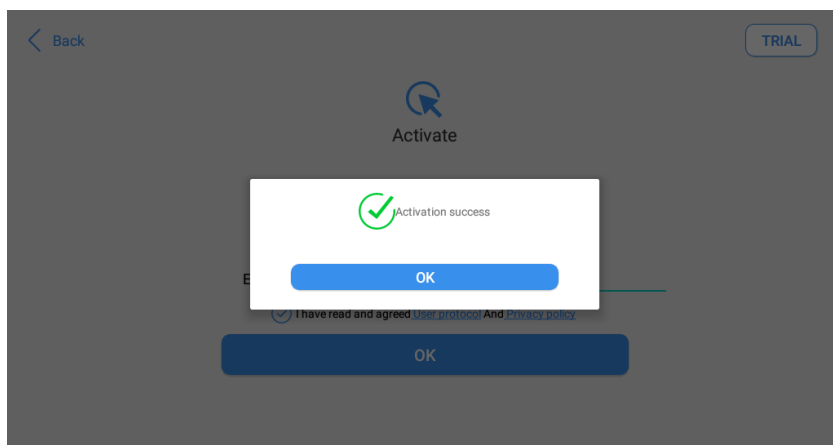 Back
TRIAL
Activate
Activation success
OK
E
I have read and agreed User protocol And Privacy policy
OK